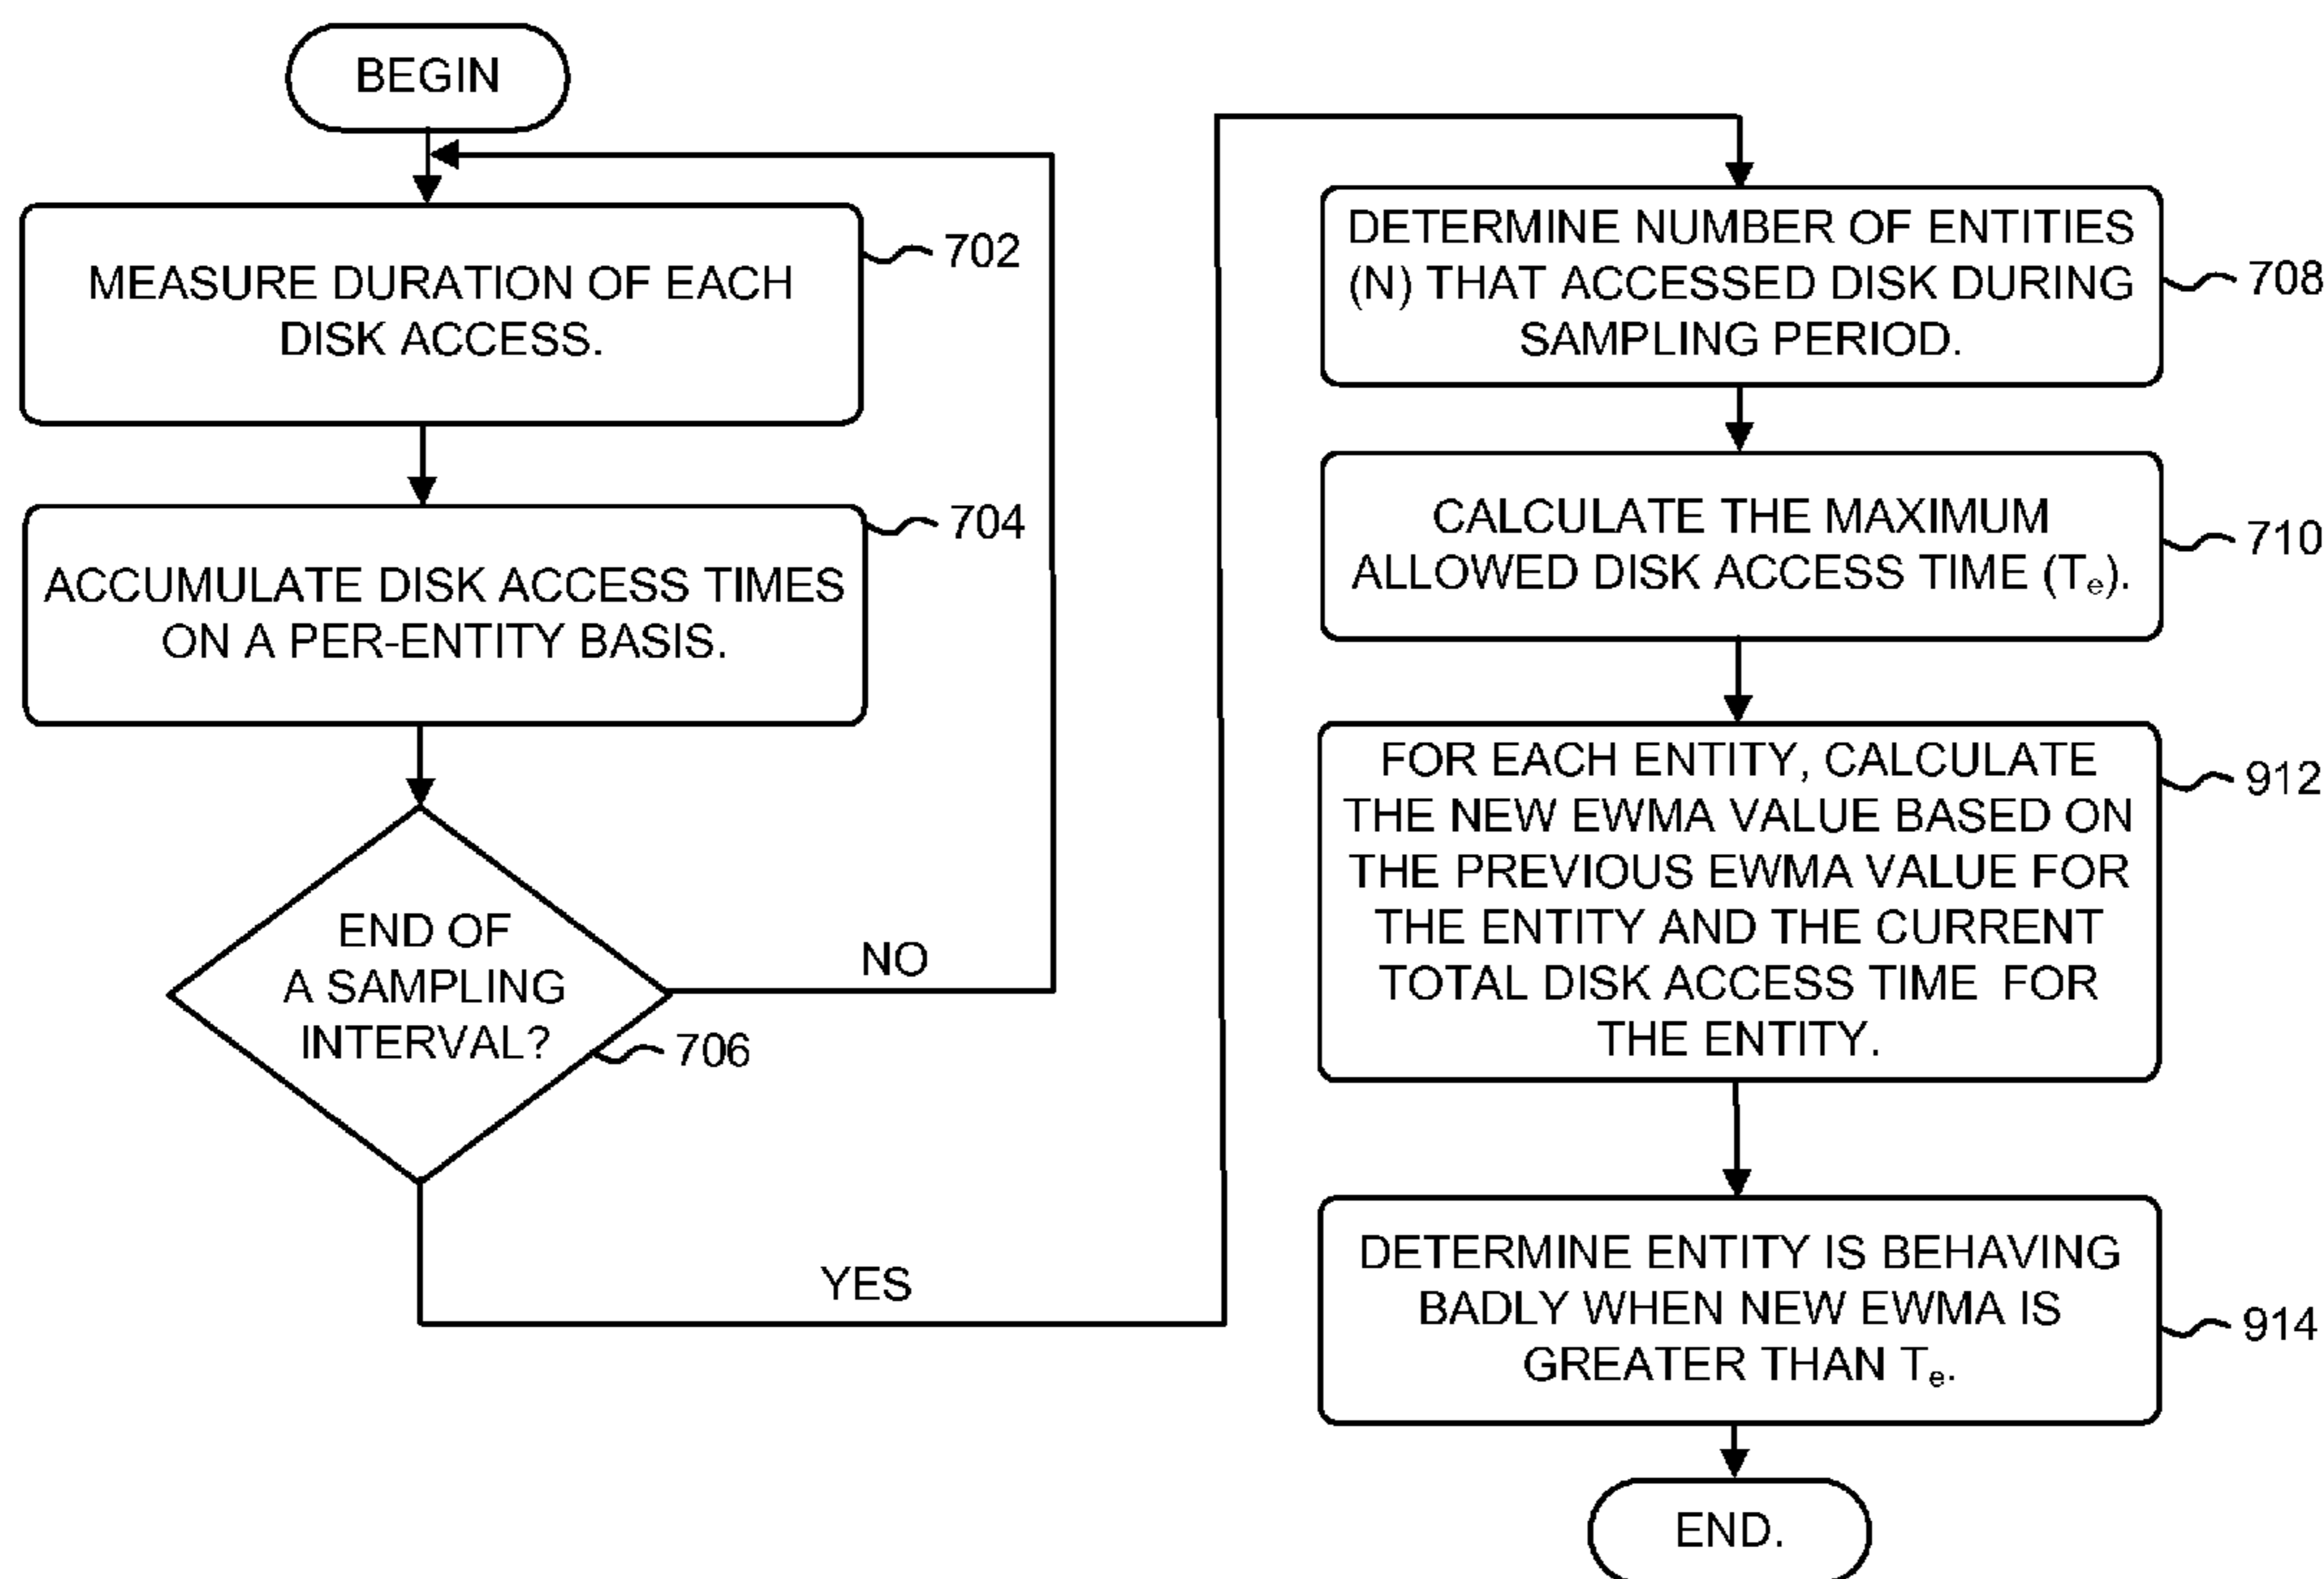 BEGIN
MEASURE DURATION OF EACH
DISK ACCESS.
702
ACCUMULATE DISK ACCESS TIMES
ON A PER-ENTITY BASIS.
704
END OF
A SAMPLING
INTERVAL?
706
NO
YES
DETERMINE NUMBER OF ENTITIES
(N) THAT ACCESSED DISK DURING
SAMPLING PERIOD.
708
CALCULATE THE MAXIMUM
ALLOWED DISK ACCESS TIME (Te).
710
FOR EACH ENTITY, CALCULATE
THE NEW EWMA VALUE BASED ON
THE PREVIOUS EWMA VALUE FOR
THE ENTITY AND THE CURRENT
TOTAL DISK ACCESS TIME FOR
THE ENTITY.
912
DETERMINE ENTITY IS BEHAVING
BADLY WHEN NEW EWMA IS
GREATER THAN Te.
914
END.